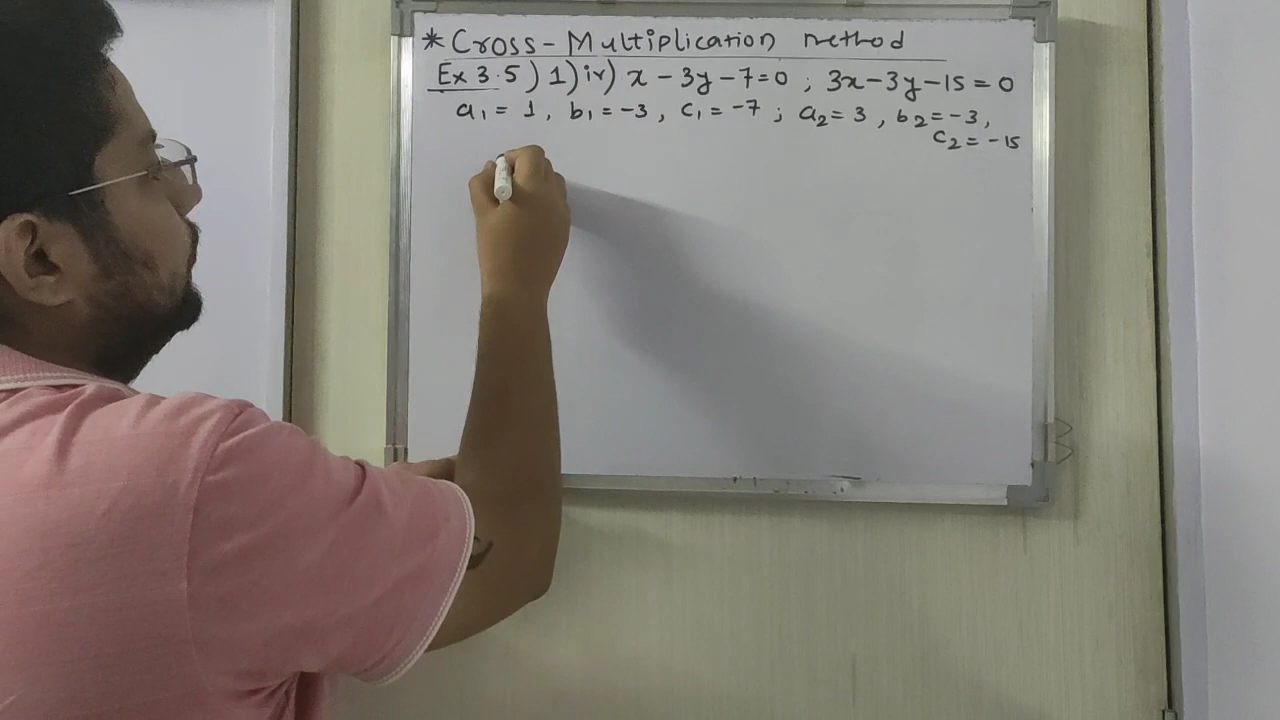 * Cross-Multiplication method
Ex 3.5) 1) iv) x - 3y - 7 = 0 ; 3x - 3y - 15 = 0
a₁ = 1, b₁ = -3, c₁ = -7 ; a₂ = 3, b₂ = -3,
c₂ = -15